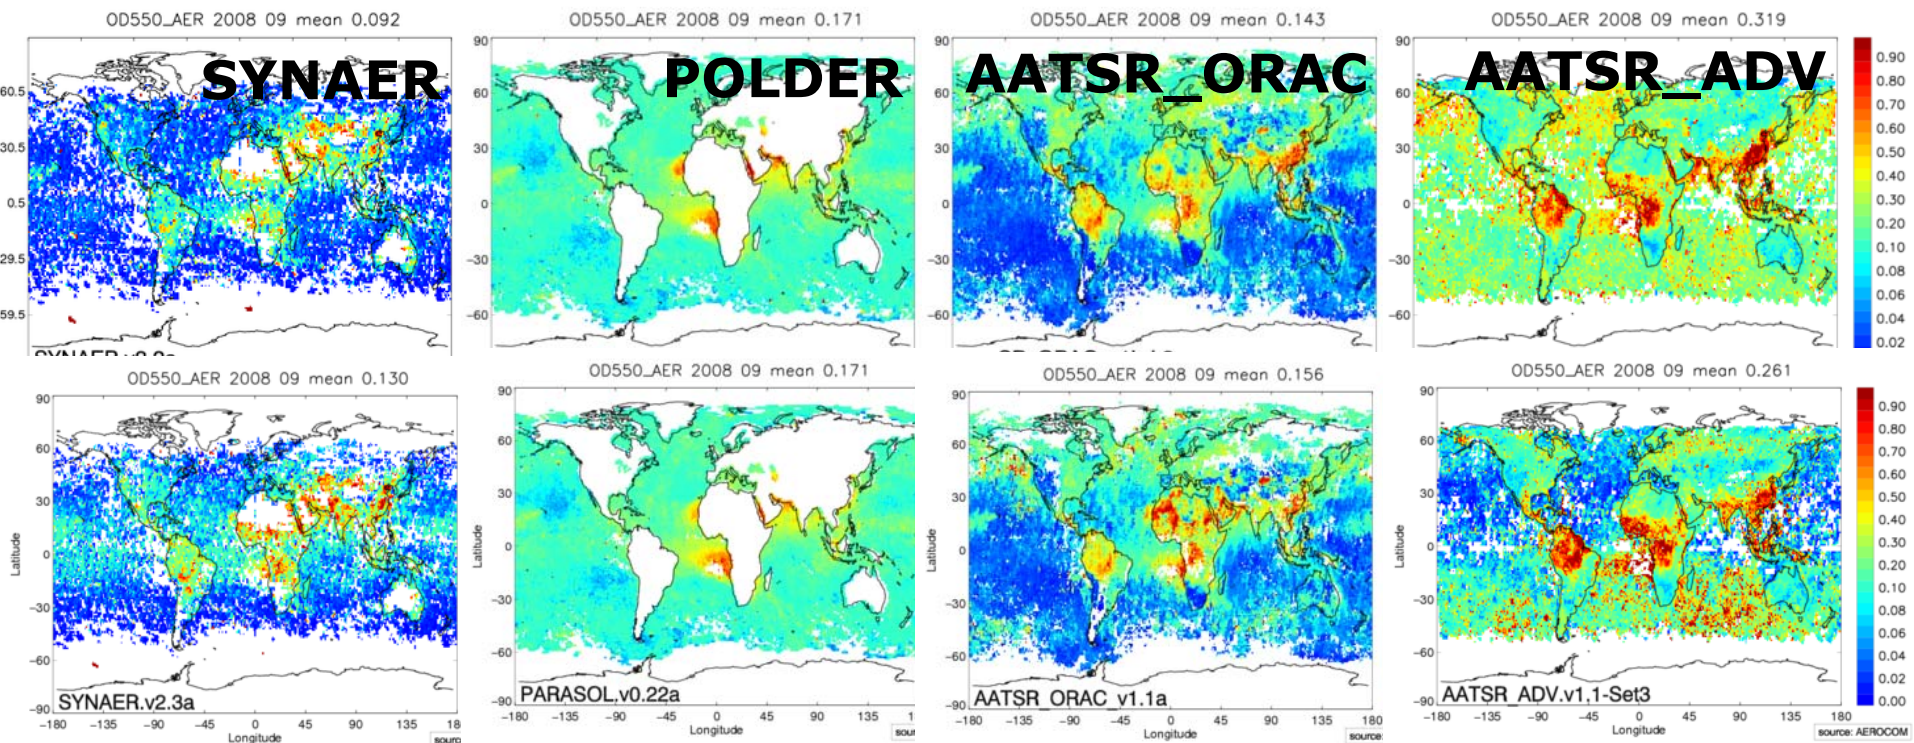 OD550_AER 2008 09 mean 0.092
OD550_AER 2008 09 mean 0.171
OD550_AER 2008 09 mean 0.143
OD550_AER 2008 09 mean 0.319
SYNAER
POLDER
AATSR_ORAC
AATSR_ADV
60.5
30.5
0.5
29.5
59.5
90
60
30
0
−30
−60
90
60
30
0
−30
−60
90
60
30
0
−30
−60
0.90
0.80
0.70
0.60
0.50
0.40
0.30
0.20
0.10
0.08
0.06
0.04
0.02
OD550_AER 2008 09 mean 0.130
OD550_AER 2008 09 mean 0.171
OD550_AER 2008 09 mean 0.156
OD550_AER 2008 09 mean 0.261
90
60
30
0
−30
−60
−90
Latitude
SYNAER.v2.3a
−180 −135 −90 −45 0 45 90 135
Longitude
90
60
30
0
−30
−60
−90
Latitude
PARASOL.v0.22a
−180 −135 −90 −45 0 45 90 135
Longitude
90
60
30
0
−30
−60
−90
Latitude
AATSR_ORAC_v1.1a
−180 −135 −90 −45 0 45 90 135 180
Longitude
90
60
30
0
−30
−60
−90
Latitude
AATSR_ADV.v1.1-Set3
−180 −135 −90 −45 0 45 90 135 180
Longitude
source: AEROCOM
0.90
0.80
0.70
0.60
0.50
0.40
0.30
0.20
0.10
0.08
0.06
0.04
0.02
0.00